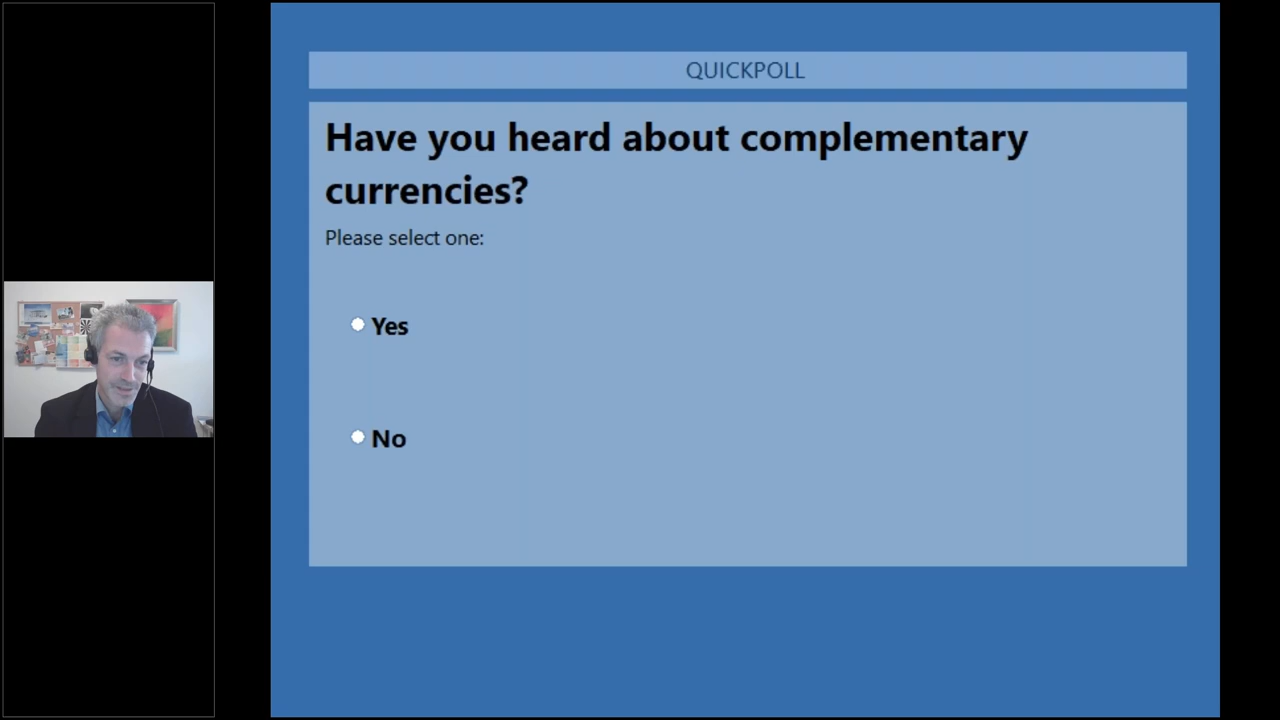 QUICKPOLL
Have you heard about complementary
currencies?
Please select one:
Yes
No